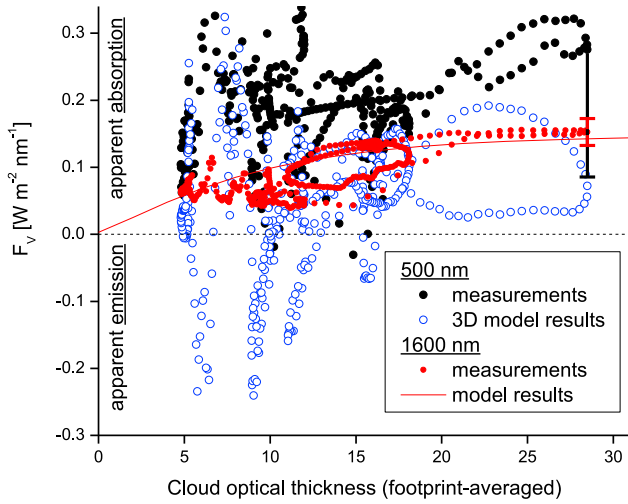 0.3
0.2
0.1
0.0
-0.1
-0.2
-0.3
F_V [W m⁻² nm⁻¹]
apparent absorption
apparent emission
500 nm
measurements
3D model results
1600 nm
measurements
model results
0 5 10 15 20 25 30
Cloud optical thickness (footprint-averaged)